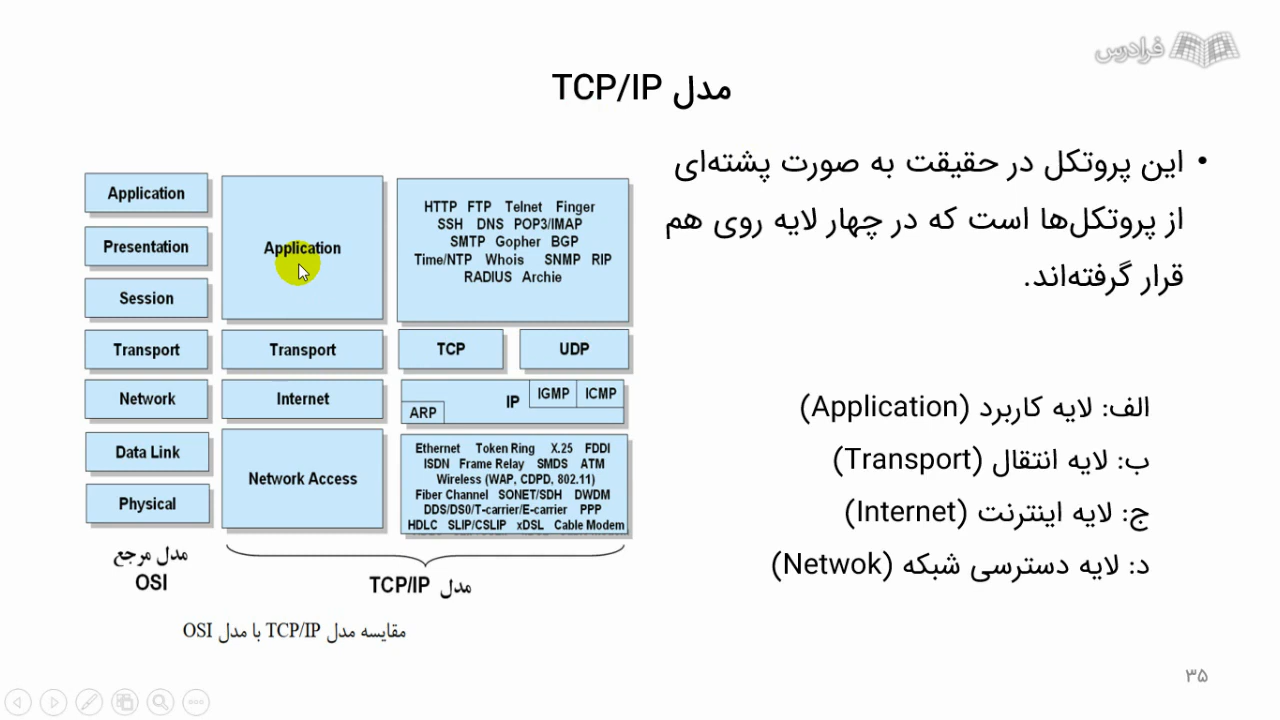 فرادرس
مدل TCP/IP
• این پروتکل در حقیقت به صورت پشته‌ای
از پروتکل‌ها است که در چهار لایه روی هم
قرار گرفته‌اند.
الف: لایه کاربرد (Application)
ب: لایه انتقال (Transport)
ج: لایه اینترنت (Internet)
د: لایه دسترسی شبکه (Netwok)
Application
Presentation
Session
Transport
Network
Data Link
Physical
مدل مرجع
OSI
Application
Transport
Internet
Network Access
HTTP FTP Telnet Finger
SSH DNS POP3/IMAP
SMTP Gopher BGP
Time/NTP Whois SNMP RIP
RADIUS Archie
TCP UDP
IP IGMP ICMP
ARP
Ethernet Token Ring X.25 FDDI
ISDN Frame Relay SMDS ATM
Wireless (WAP, CDPD, 802.11)
Fiber Channel SONET/SDH DWDM
DDS/DS0/T-carrier/E-carrier PPP
HDLC SLIP/CSLIP xDSL Cable Modem
مدل TCP/IP
مقایسه مدل TCP/IP با مدل OSI
۳۵